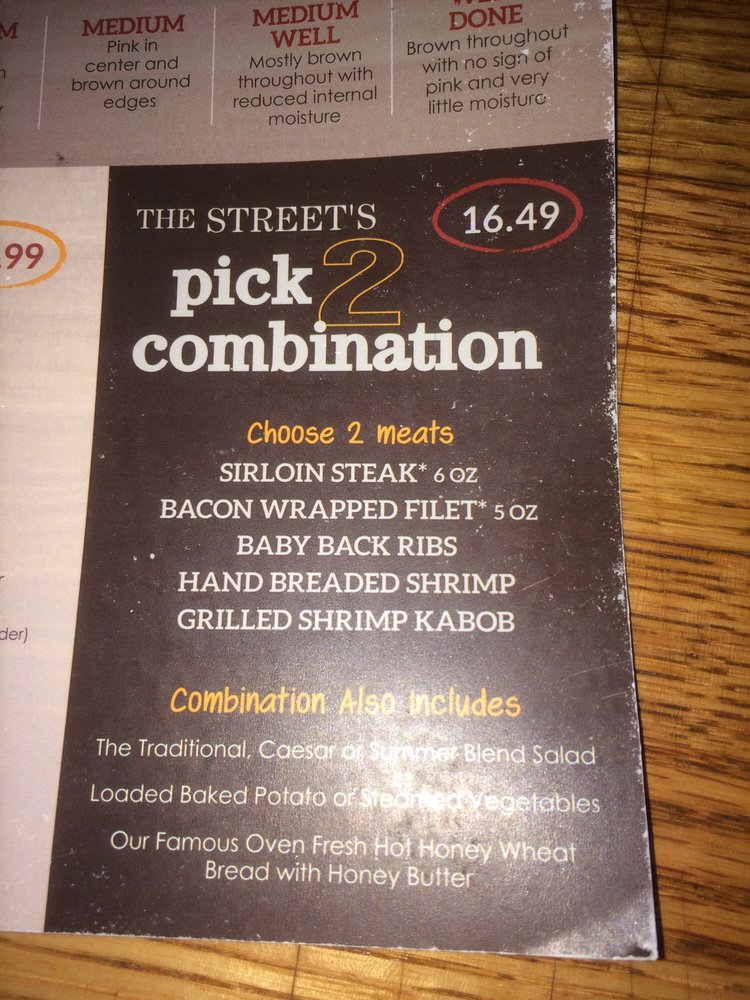 MEDIUM
Pink in
center and
brown around
edges
MEDIUM
WELL
Mostly brown
throughout with
reduced internal
moisture
DONE
Brown throughout
with no sign of
pink and very
little moisture
.99
der)
THE STREET'S
16.49
pick 2
combination
Choose 2 meats
SIRLOIN STEAK* 6 OZ
BACON WRAPPED FILET* 5 OZ
BABY BACK RIBS
HAND BREADED SHRIMP
GRILLED SHRIMP KABOB
Combination Also Includes
The Traditional, Caesar or Summer Blend Salad
Loaded Baked Potato or Steamed Vegetables
Our Famous Oven Fresh Hot Honey Wheat
Bread with Honey Butter